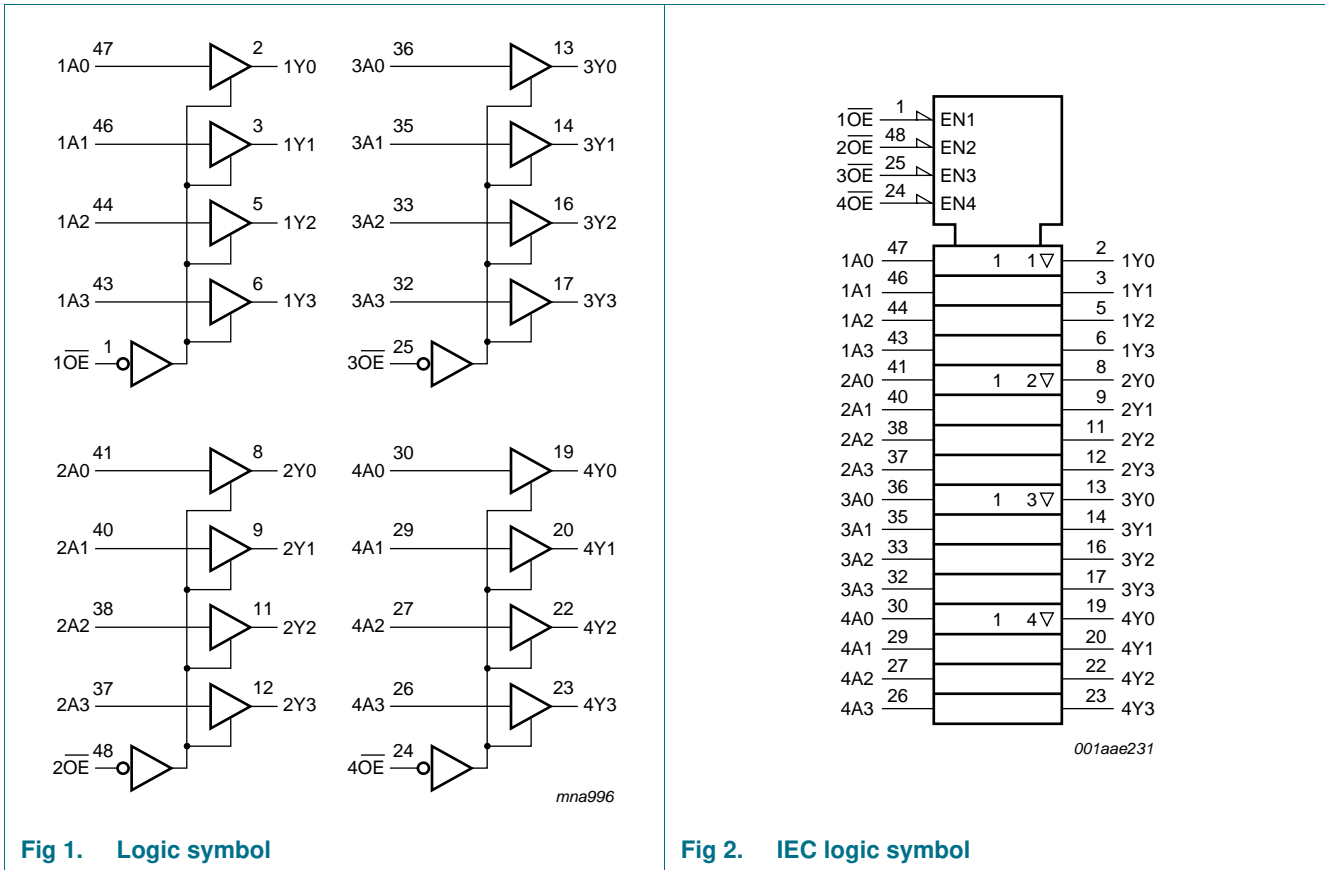 47 2 36 13
1A0 1Y0 3A0 3Y0
46 3 35 14
1A1 1Y1 3A1 3Y1
44 5 33 16
1A2 1Y2 3A2 3Y2
43 6 32 17
1A3 1Y3 3A3 3Y3
1O̅E̅ 1 3O̅E̅ 25
41 8 30 19
2A0 2Y0 4A0 4Y0
40 9 29 20
2A1 2Y1 4A1 4Y1
38 11 27 22
2A2 2Y2 4A2 4Y2
37 12 26 23
2A3 2Y3 4A3 4Y3
2O̅E̅ 48 4O̅E̅ 24
mna996
Fig 1. Logic symbol
1O̅E̅ 1 EN1
2O̅E̅ 48 EN2
3O̅E̅ 25 EN3
4O̅E̅ 24 EN4
1A0 47 1 1▽ 2 1Y0
1A1 46 3 1Y1
1A2 44 5 1Y2
1A3 43 6 1Y3
2A0 41 1 2▽ 8 2Y0
2A1 40 9 2Y1
2A2 38 11 2Y2
2A3 37 12 2Y3
3A0 36 1 3▽ 13 3Y0
3A1 35 14 3Y1
3A2 33 16 3Y2
3A3 32 17 3Y3
4A0 30 1 4▽ 19 4Y0
4A1 29 20 4Y1
4A2 27 22 4Y2
4A3 26 23 4Y3
001aae231
Fig 2. IEC logic symbol